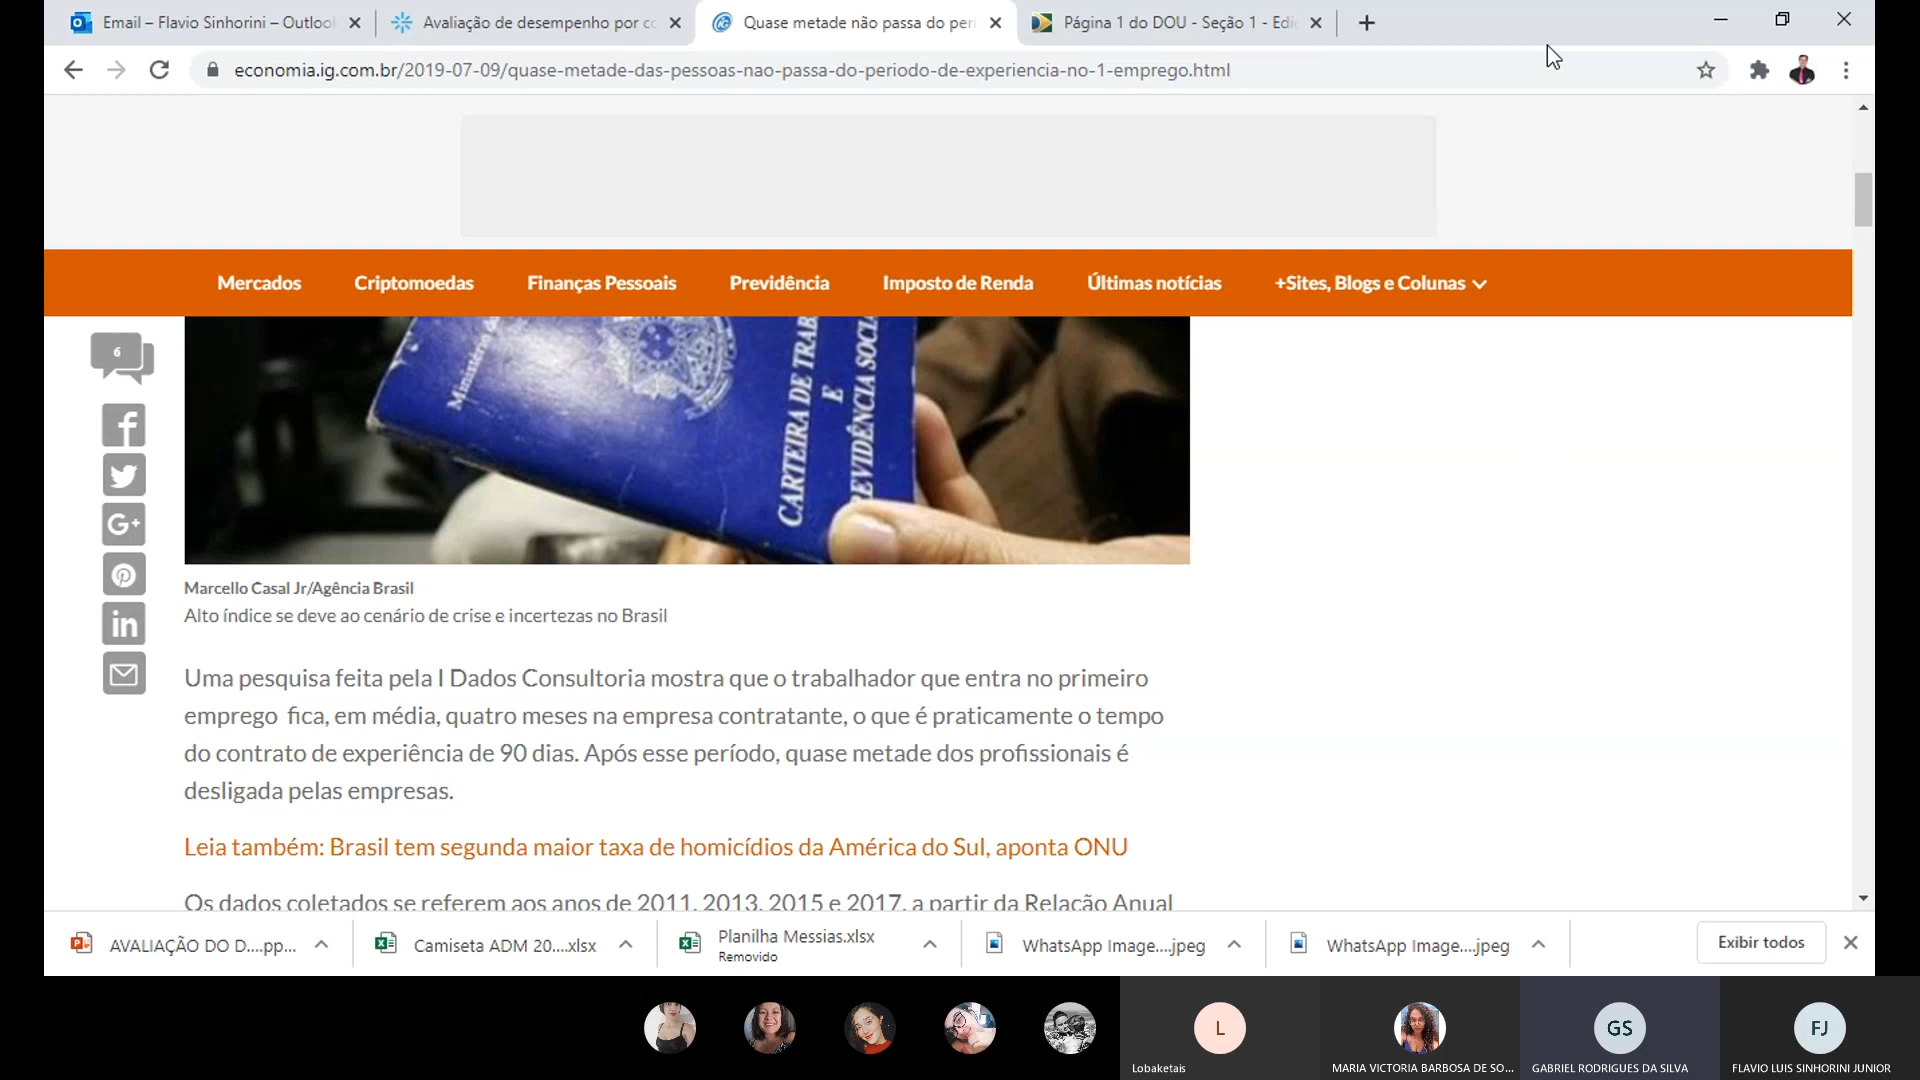 Email – Flavio Sinhorini – Outlook
Avaliação de desempenho por co
Quase metade não passa do peri
Página 1 do DOU - Seção 1 - Edic
economia.ig.com.br/2019-07-09/quase-metade-das-pessoas-nao-passa-do-periodo-de-experiencia-no-1-emprego.html
Mercados
Criptomoedas
Finanças Pessoais
Previdência
Imposto de Renda
Últimas notícias
+Sites, Blogs e Colunas
6
Ministério do
CARTEIRA DE TRAB
E
REVIDÊNCIA SOCI
Marcello Casal Jr/Agência Brasil
Alto índice se deve ao cenário de crise e incertezas no Brasil
Uma pesquisa feita pela I Dados Consultoria mostra que o trabalhador que entra no primeiro
emprego fica, em média, quatro meses na empresa contratante, o que é praticamente o tempo
do contrato de experiência de 90 dias. Após esse período, quase metade dos profissionais é
desligada pelas empresas.
Leia também: Brasil tem segunda maior taxa de homicídios da América do Sul, aponta ONU
Os dados coletados se referem aos anos de 2011, 2013, 2015 e 2017, a partir da Relação Anual
AVALIAÇÃO DO D....pp...
Camiseta ADM 20....xlsx
Planilha Messias.xlsx
Removido
WhatsApp Image....jpeg
WhatsApp Image....jpeg
Exibir todos
L
Lobaketais
MARIA VICTORIA BARBOSA DE SO...
GS
GABRIEL RODRIGUES DA SILVA
FJ
FLAVIO LUIS SINHORINI JUNIOR